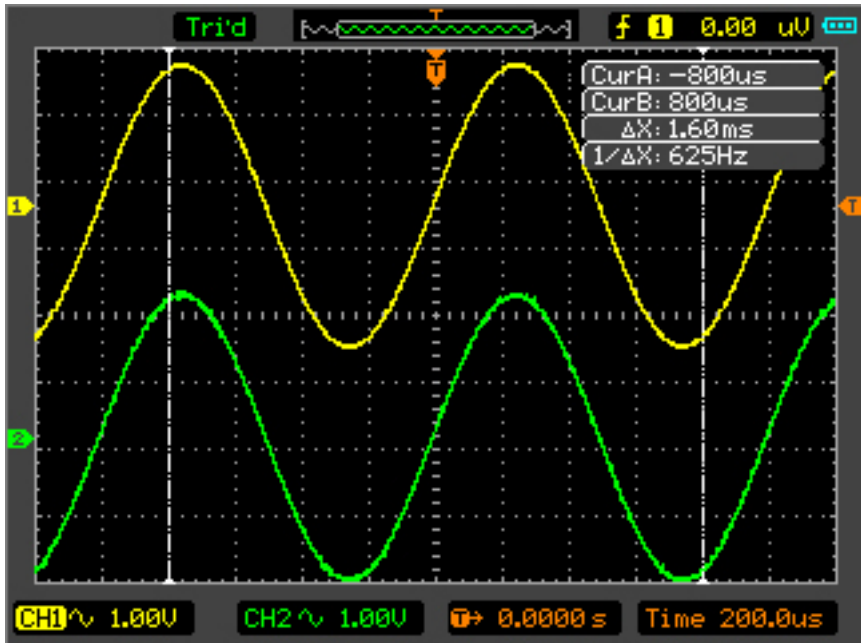 Tri'd T 1 0.00 uV
T
CurA: -800us
CurB: 800us
ΔX: 1.60ms
1/ΔX: 625Hz
1 T
2
CH1 ∿ 1.00V CH2 ∿ 1.00V T→ 0.0000s Time 200.0us